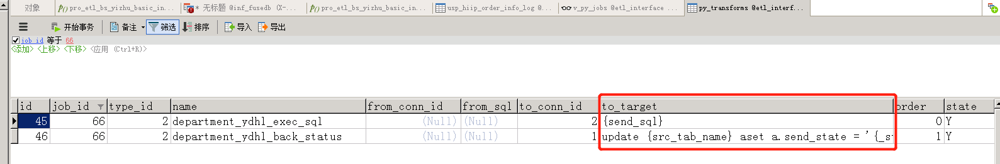 对象 pro_etl_bs_yizhu_basic_in... * 无标题 @inf_fusedb (X-... pro_etl_bs_yizhu_basic_in... usp_hiip_order_info_log @... v_py_jobs @etl_interface ... py_transforms @etl_interf...
开始事务 备注 筛选 排序 导入 导出
job_id 等于 66
<添加> <上移> <下移> <应用 (Ctrl+R)>
id job_id type_id name from_conn_id from_sql to_conn_id to_target order state
45 66 2 department_ydhl_exec_sql (Null) (Null) 2 {send_sql} 0 Y
46 66 2 department_ydhl_back_status (Null) (Null) 1 update {src_tab_name} aset a.send_state = '{_st 1 Y